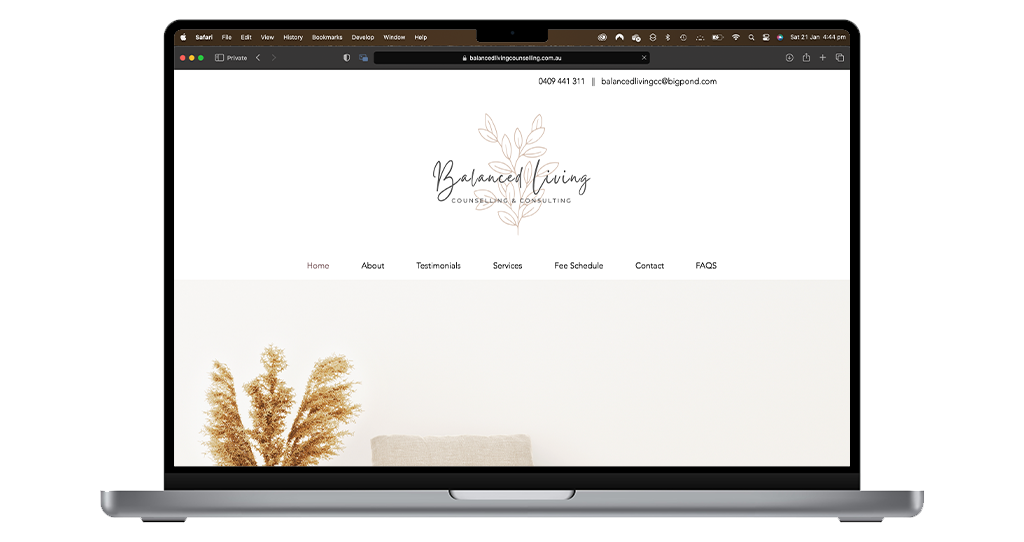 Safari File Edit View History Bookmarks Develop Window Help Sat 21 Jan 4:44 pm
Private balancedlivingcounselling.com.au
0409 441 311 || balancedlivingcc@bigpond.com
Balanced Living
COUNSELLING & CONSULTING
Home About Testimonials Services Fee Schedule Contact FAQS